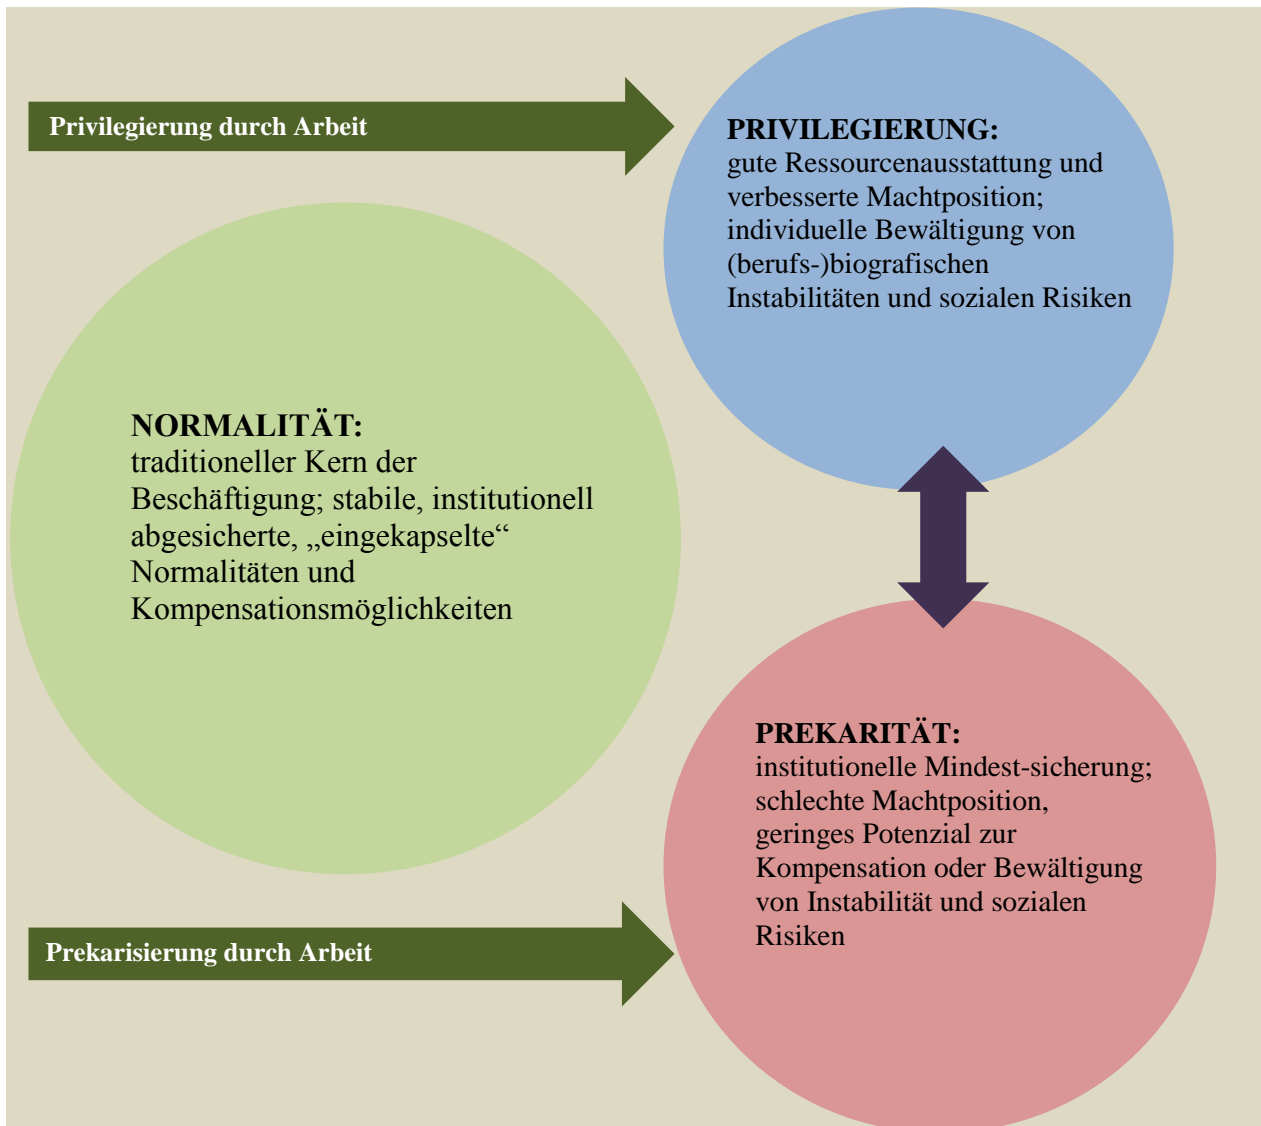 Privilegierung durch Arbeit
PRIVILEGIERUNG:
gute Ressourcenausstattung und
verbesserte Machtposition;
individuelle Bewältigung von
(berufs-)biografischen
Instabilitäten und sozialen Risiken
NORMALITÄT:
traditioneller Kern der
Beschäftigung; stabile, institutionell
abgesicherte, „eingekapselte“
Normalitäten und
Kompensationsmöglichkeiten
PREKARITÄT:
institutionelle Mindest-sicherung;
schlechte Machtposition,
geringes Potenzial zur
Kompensation oder Bewältigung
von Instabilität und sozialen
Risiken
Prekarisierung durch Arbeit